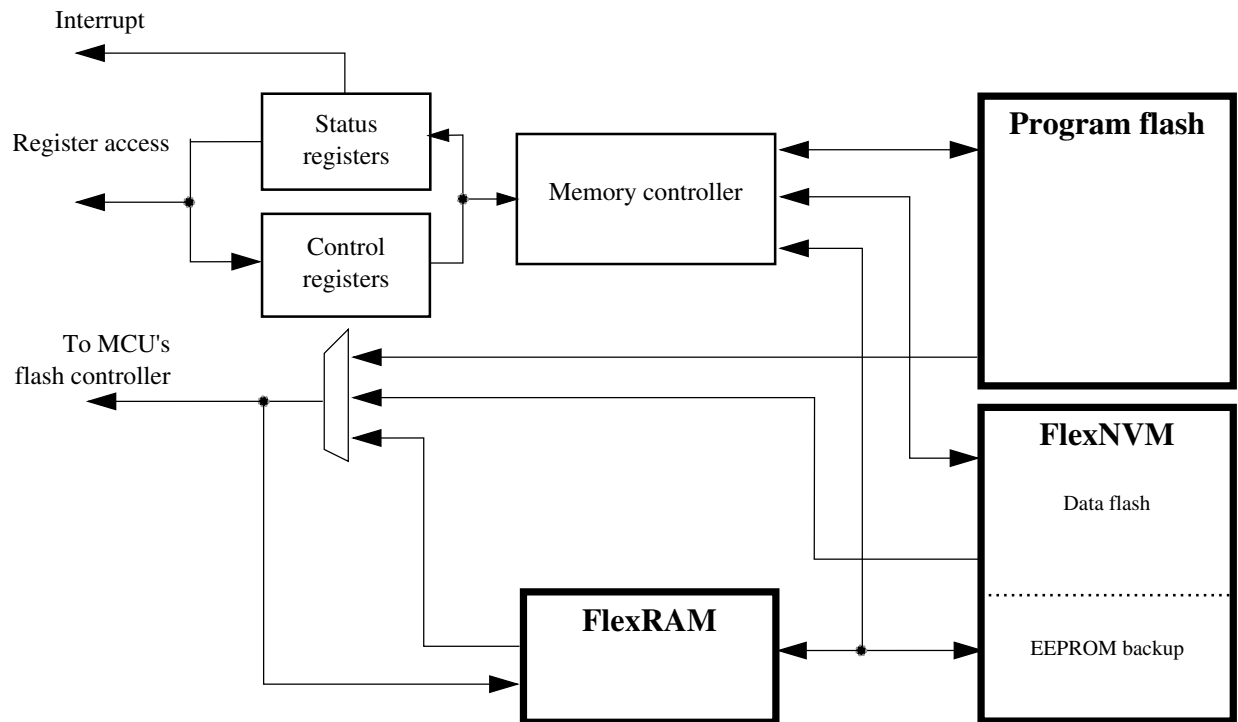 Interrupt
Register access
Status
registers
Control
registers
Memory controller
Program flash
To MCU's
flash controller
FlexNVM
Data flash
EEPROM backup
FlexRAM